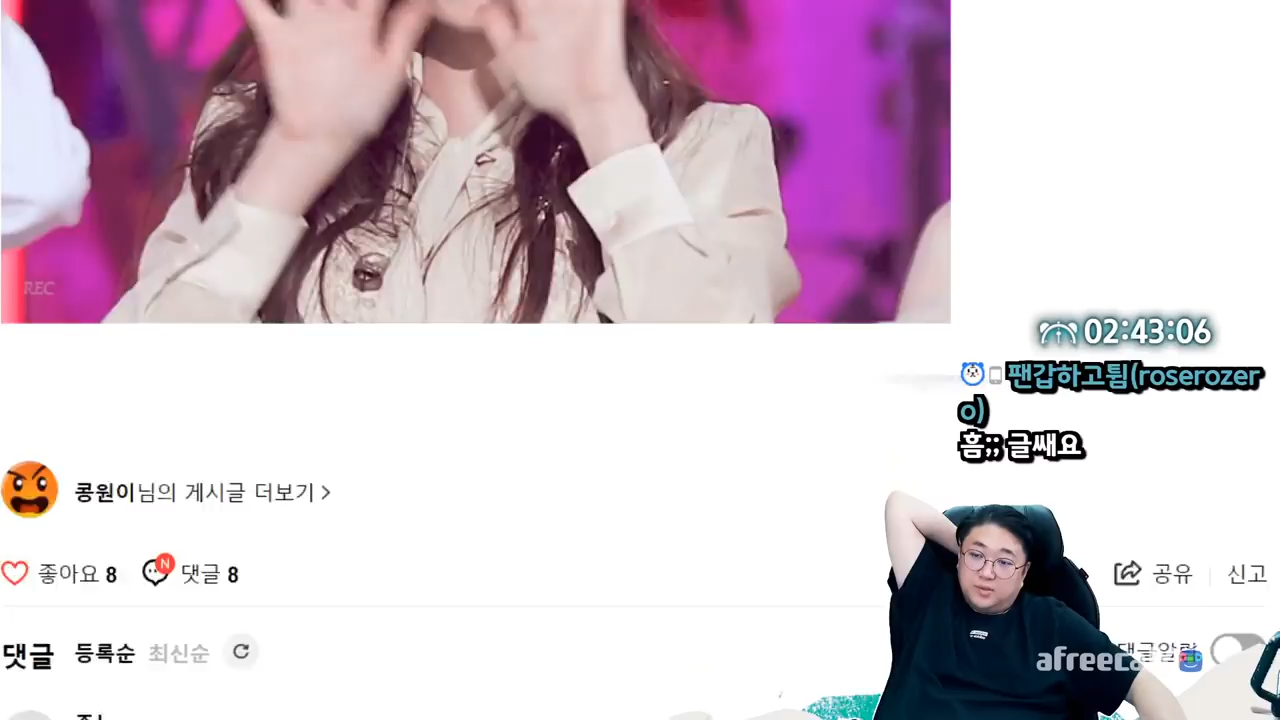 REC
02:43:06
팬갑하고튐(roserozer
o)
흠;; 글쌔요
콩원이님의 게시글 더보기 >
좋아요 8 N 댓글 8
공유 신고
댓글 등록순 최신순
댓글알림